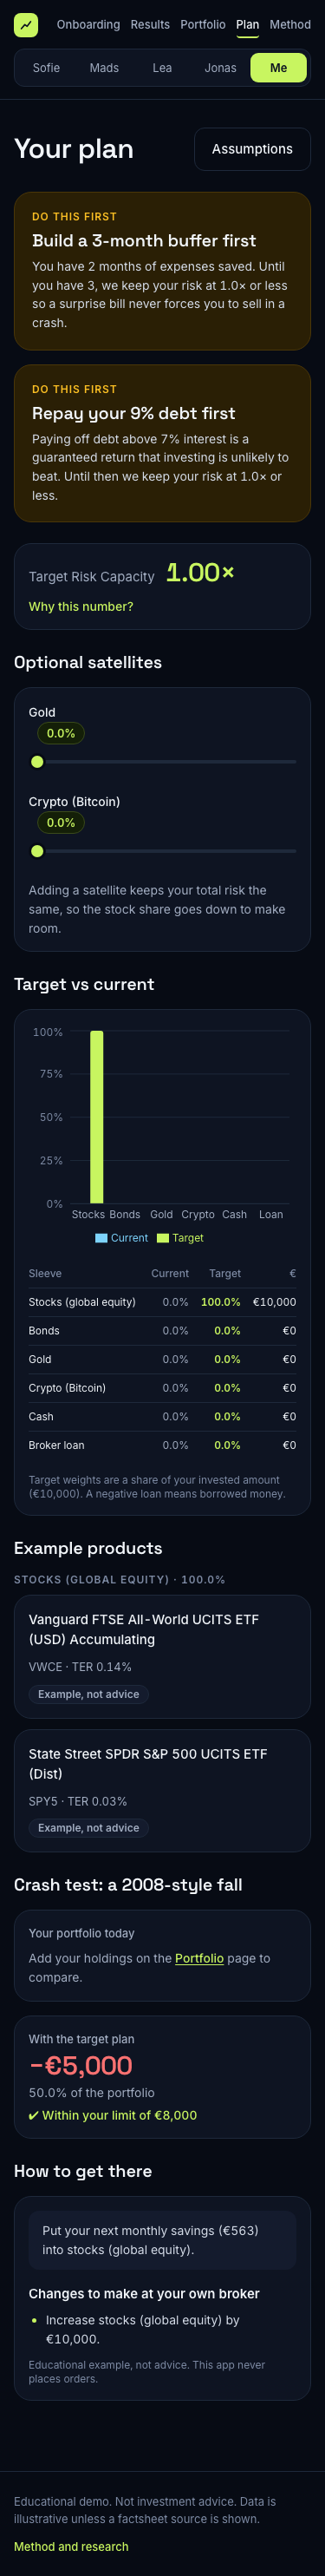 Onboarding Results Portfolio Plan Method
Sofie Mads Lea Jonas Me
Your plan
Assumptions
DO THIS FIRST
Build a 3-month buffer first
You have 2 months of expenses saved. Until
you have 3, we keep your risk at 1.0× or less
so a surprise bill never forces you to sell in a
crash.
DO THIS FIRST
Repay your 9% debt first
Paying off debt above 7% interest is a
guaranteed return that investing is unlikely to
beat. Until then we keep your risk at 1.0× or
less.
Target Risk Capacity 1.00×
Why this number?
Optional satellites
Gold
0.0%
Crypto (Bitcoin)
0.0%
Adding a satellite keeps your total risk the
same, so the stock share goes down to make
room.
Target vs current
100%
75%
50%
25%
0%
Stocks Bonds Gold Crypto Cash Loan
Current Target
Sleeve Current Target €
Stocks (global equity) 0.0% 100.0% €10,000
Bonds 0.0% 0.0% €0
Gold 0.0% 0.0% €0
Crypto (Bitcoin) 0.0% 0.0% €0
Cash 0.0% 0.0% €0
Broker loan 0.0% 0.0% €0
Target weights are a share of your invested amount
(€10,000). A negative loan means borrowed money.
Example products
STOCKS (GLOBAL EQUITY) · 100.0%
Vanguard FTSE All-World UCITS ETF
(USD) Accumulating
VWCE · TER 0.14%
Example, not advice
State Street SPDR S&P 500 UCITS ETF
(Dist)
SPY5 · TER 0.03%
Example, not advice
Crash test: a 2008-style fall
Your portfolio today
Add your holdings on the Portfolio page to
compare.
With the target plan
−€5,000
50.0% of the portfolio
✔ Within your limit of €8,000
How to get there
Put your next monthly savings (€563)
into stocks (global equity).
Changes to make at your own broker
• Increase stocks (global equity) by
€10,000.
Educational example, not advice. This app never
places orders.
Educational demo. Not investment advice. Data is
illustrative unless a factsheet source is shown.
Method and research